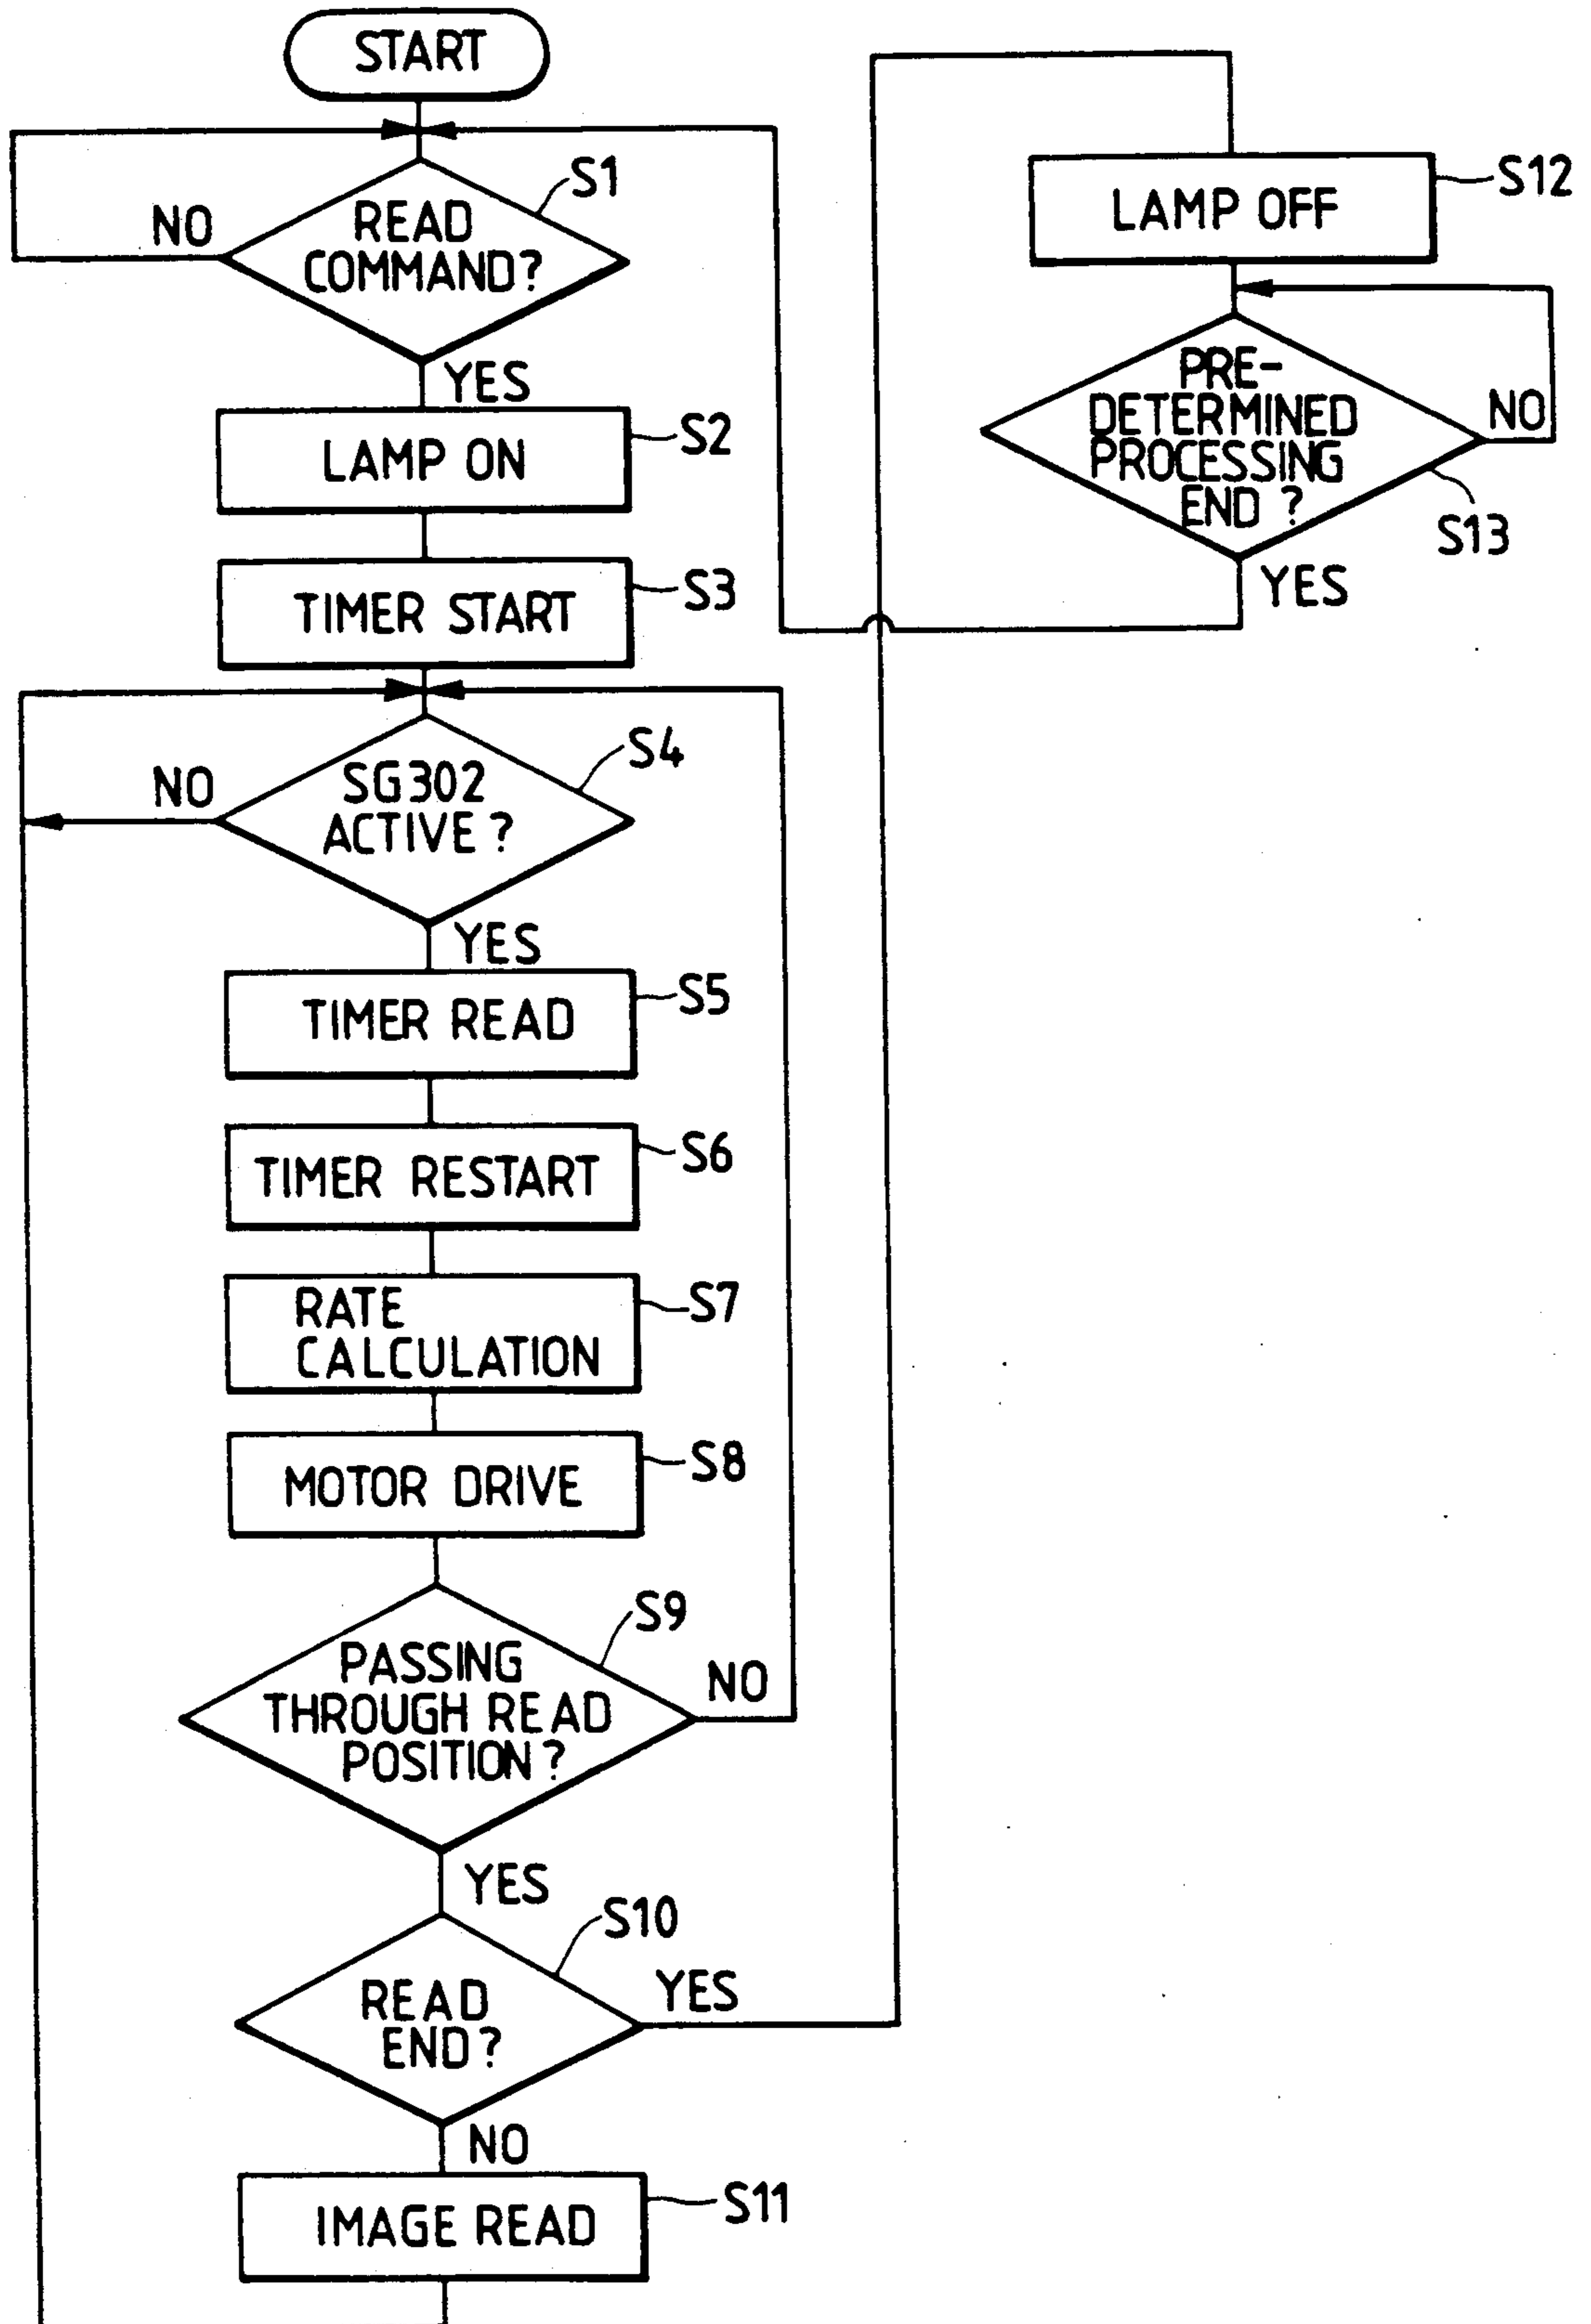 START
S1
NO
READ
COMMAND?
YES
S2
LAMP ON
S3
TIMER START
S4
NO
SG302
ACTIVE?
YES
S5
TIMER READ
S6
TIMER RESTART
S7
RATE
CALCULATION
S8
MOTOR DRIVE
S9
PASSING
THROUGH READ
POSITION?
NO
YES
S10
READ
END?
YES
NO
S11
IMAGE READ
S12
LAMP OFF
PRE-
DETERMINED
PROCESSING
END ?
NO
S13
YES